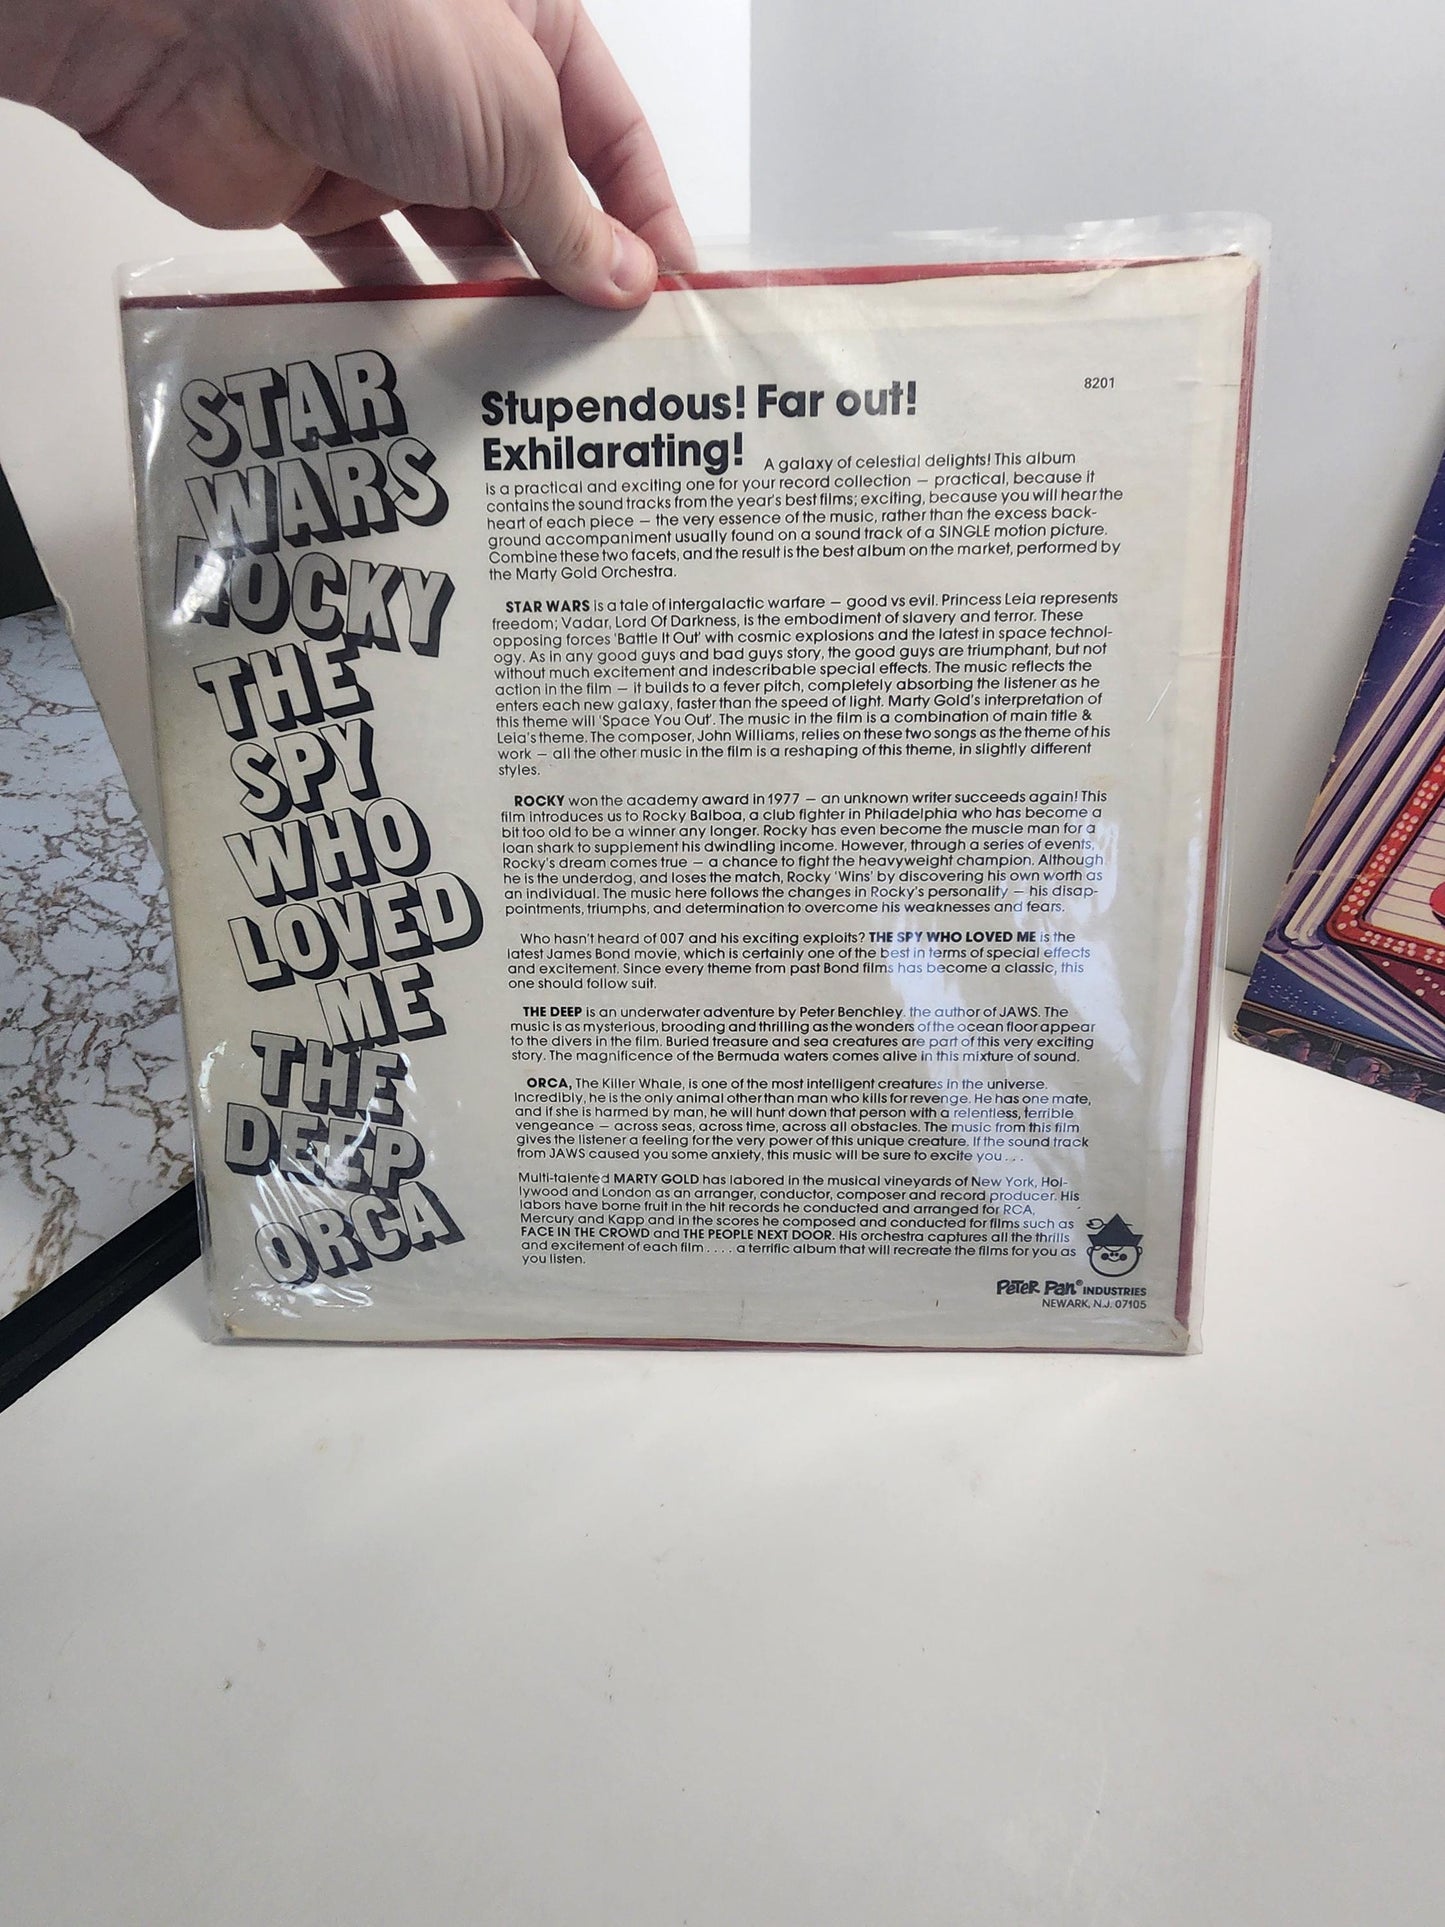 STAR
WARS
ROCKY
THE
SPY
WHO
LOVED
ME
THE
DEEP
ORCA
8201
Stupendous! Far out!
Exhilarating! A galaxy of celestial delights! This album
is a practical and exciting one for your record collection – practical, because it
contains the sound tracks from the year's best films; exciting, because you will hear the
heart of each piece – the very essence of the music, rather than the excess back-
ground accompaniment usually found on a sound track of a SINGLE motion picture.
Combine these two facets, and the result is the best album on the market, performed by
the Marty Gold Orchestra.
STAR WARS is a tale of intergalactic warfare – good vs evil. Princess Leia represents
freedom; Vadar, Lord Of Darkness, is the embodiment of slavery and terror. These
opposing forces 'Battle It Out' with cosmic explosions and the latest in space technol-
ogy. As in any good guys and bad guys story, the good guys are triumphant, but not
without much excitement and indescribable special effects. The music reflects the
action in the film – it builds to a fever pitch, completely absorbing the listener as he
enters each new galaxy, faster than the speed of light. Marty Gold's interpretation of
this theme will 'Space You Out'. The music in the film is a combination of main title &
Leia's theme. The composer, John Williams, relies on these two songs as the theme of his
work – all the other music in the film is a reshaping of this theme, in slightly different
styles.
ROCKY won the academy award in 1977 – an unknown writer succeeds again! This
film introduces us to Rocky Balboa, a club fighter in Philadelphia who has become a
bit too old to be a winner any longer. Rocky has even become the muscle man for a
loan shark to supplement his dwindling income. However, through a series of events,
Rocky's dream comes true – a chance to fight the heavyweight champion. Although
he is the underdog, and loses the match, Rocky 'Wins' by discovering his own worth as
an individual. The music here follows the changes in Rocky's personality – his disap-
pointments, triumphs, and determination to overcome his weaknesses and fears.
Who hasn't heard of 007 and his exciting exploits? THE SPY WHO LOVED ME is the
latest James Bond movie, which is certainly one of the best in terms of special effects
and excitement. Since every theme from past Bond films has become a classic, this
one should follow suit.
THE DEEP is an underwater adventure by Peter Benchley, the author of JAWS. The
music is as mysterious, brooding and thrilling as the wonders of the ocean floor appear
to the divers in the film. Buried treasure and sea creatures are part of this very exciting
story. The magnificence of the Bermuda waters comes alive in this mixture of sound.
ORCA, The Killer Whale, is one of the most intelligent creatures in the universe.
Incredibly, he is the only animal other than man who kills for revenge. He has one mate,
and if she is harmed by man, he will hunt down that person with a relentless, terrible
vengeance – across seas, across time, across all obstacles. The music from this film
gives the listener a feeling for the very power of this unique creature. If the sound track
from JAWS caused you some anxiety, this music will be sure to excite you . . .
Multi-talented MARTY GOLD has labored in the musical vineyards of New York, Hol-
lywood and London as an arranger, conductor, composer and record producer. His
labors have borne fruit in the hit records he conducted and arranged for RCA,
Mercury and Kapp and in the scores he composed and conducted for films such as
FACE IN THE CROWD and THE PEOPLE NEXT DOOR. His orchestra captures all the thrills
and excitement of each film . . . . a terrific album that will recreate the films for you as
you listen.
PETER PAN® INDUSTRIES
NEWARK, N.J. 07105